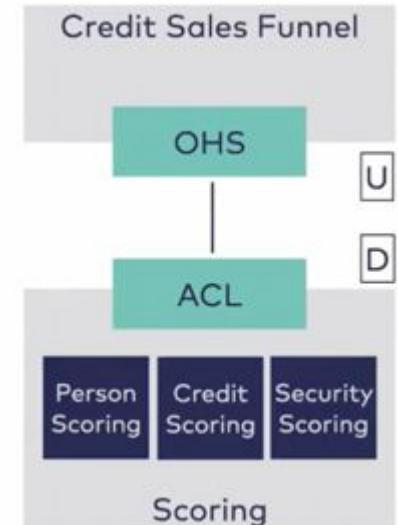 Credit Sales Funnel
OHS
U
D
ACL
Person Credit Security
Scoring Scoring Scoring
Scoring